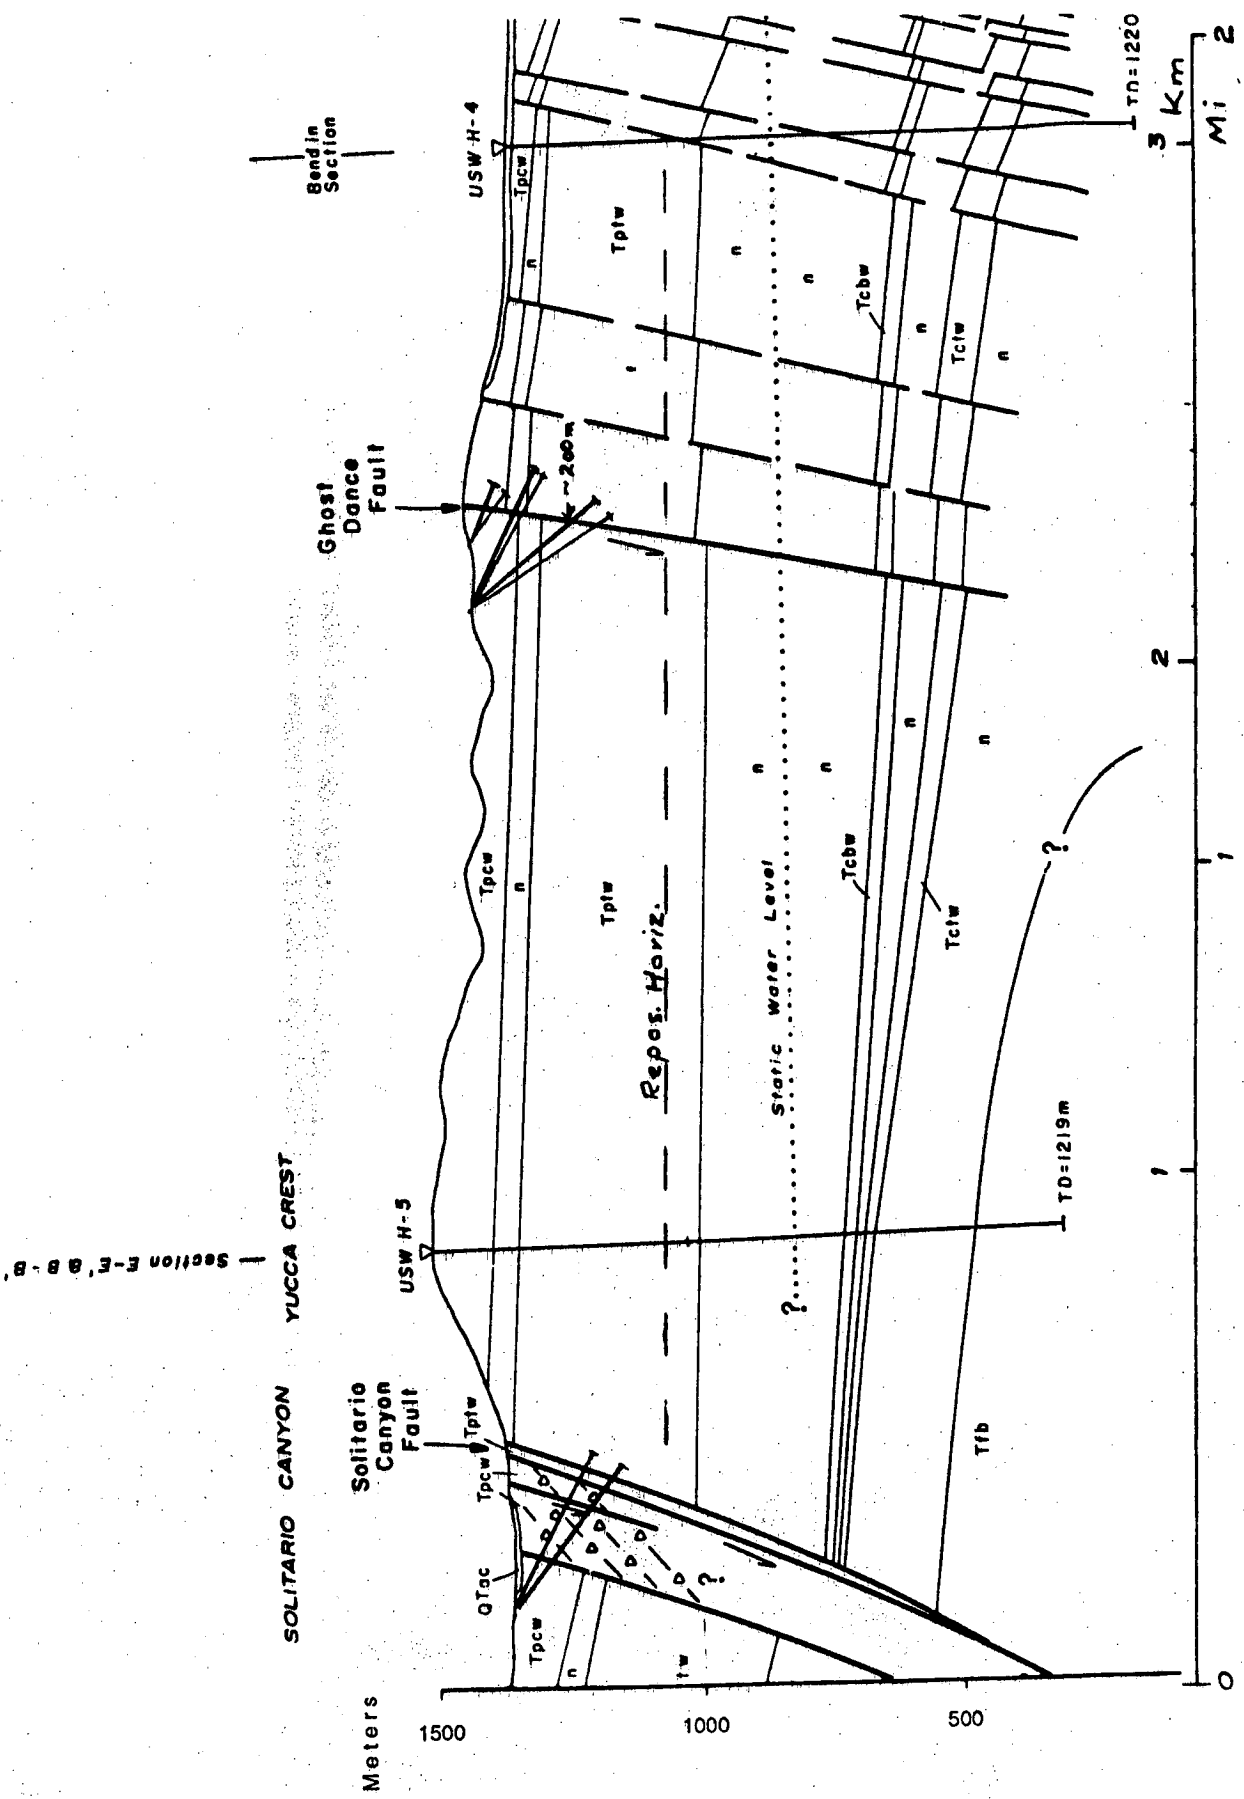 Section E-E' & B-B'
SOLITARIO CANYON
YUCCA CREST
Bend in
Section
Solitario
Canyon
Fault
USW H-5
Ghost
Dance
Fault
USW H-4
Meters
1500
1000
500
QTac
Tpcw
Tptw
Tpcw
n
tw
?
Tpcw
n
Tptw
~200m
Tpcw
n
Tptw
Repos. Horiz.
?
Static Water Level
n
n
n
n
Tcbw
n
Tctw
n
Tcbw
n
Tctw
n
Tfb
?
TD=1219m
TD=1220
0
1
2
3
Km
1
2
Mi